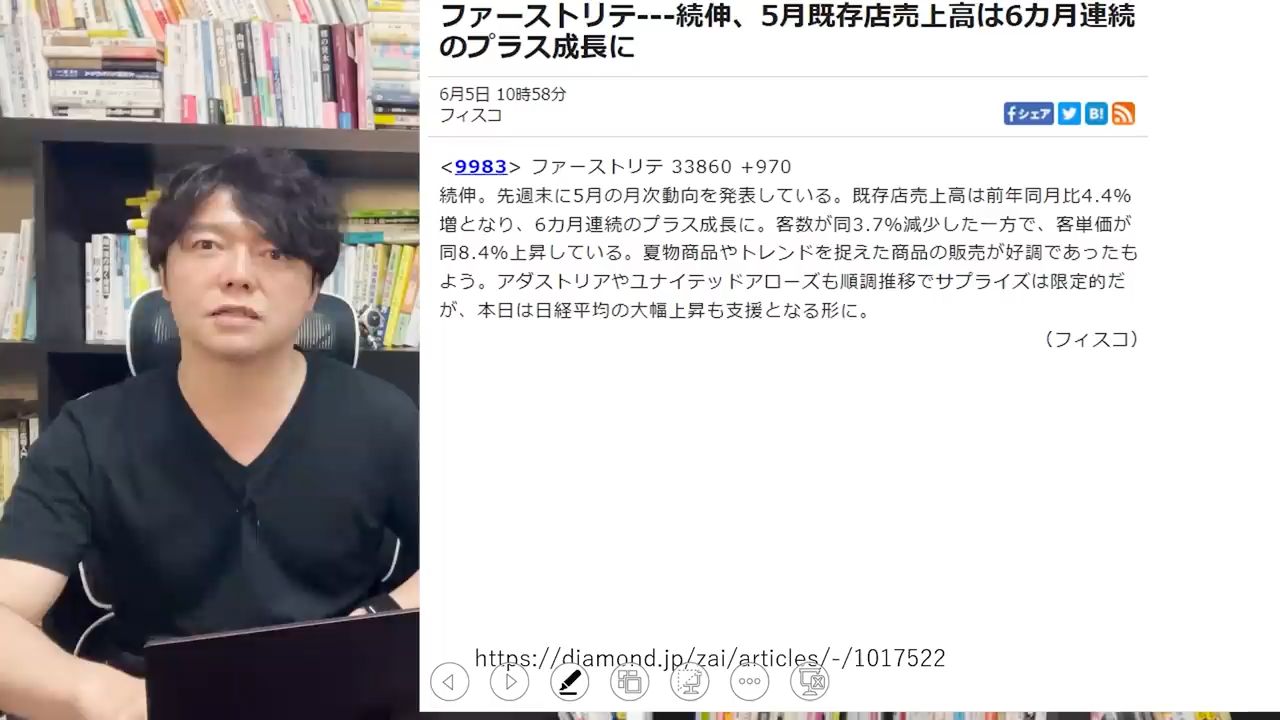 ファーストリテ---続伸、5月既存店売上高は6カ月連続
のプラス成長に
6月5日 10時58分
フィスコ
シェア
B!
<9983> ファーストリテ 33860 +970
続伸。先週末に5月の月次動向を発表している。既存店売上高は前年同月比4.4%
増となり、6カ月連続のプラス成長に。客数が同3.7%減少した一方で、客単価が
同8.4%上昇している。夏物商品やトレンドを捉えた商品の販売が好調であったも
よう。アダストリアやユナイテッドアローズも順調推移でサプライズは限定的だ
が、本日は日経平均の大幅上昇も支援となる形に。
（フィスコ）
https://diamond.jp/zai/articles/-/1017522